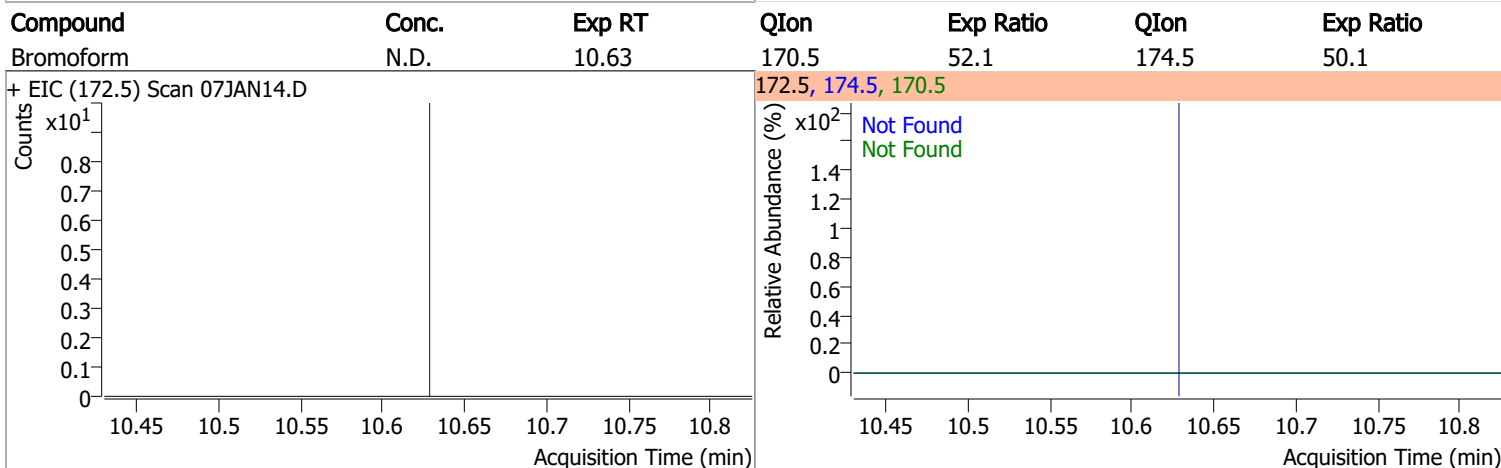 Compound Conc. Exp RT QIon Exp Ratio QIon Exp Ratio
Bromoform N.D. 10.63 170.5 52.1 174.5 50.1
+ EIC (172.5) Scan 07JAN14.D
Counts
x10¹
0.8
0.7
0.6
0.5
0.4
0.3
0.2
0.1
0
10.45 10.5 10.55 10.6 10.65 10.7 10.75 10.8
Acquisition Time (min)
172.5, 174.5, 170.5
Relative Abundance (%)
x10²
Not Found
Not Found
1.4
1.2
1
0.8
0.6
0.4
0.2
0
10.45 10.5 10.55 10.6 10.65 10.7 10.75 10.8
Acquisition Time (min)